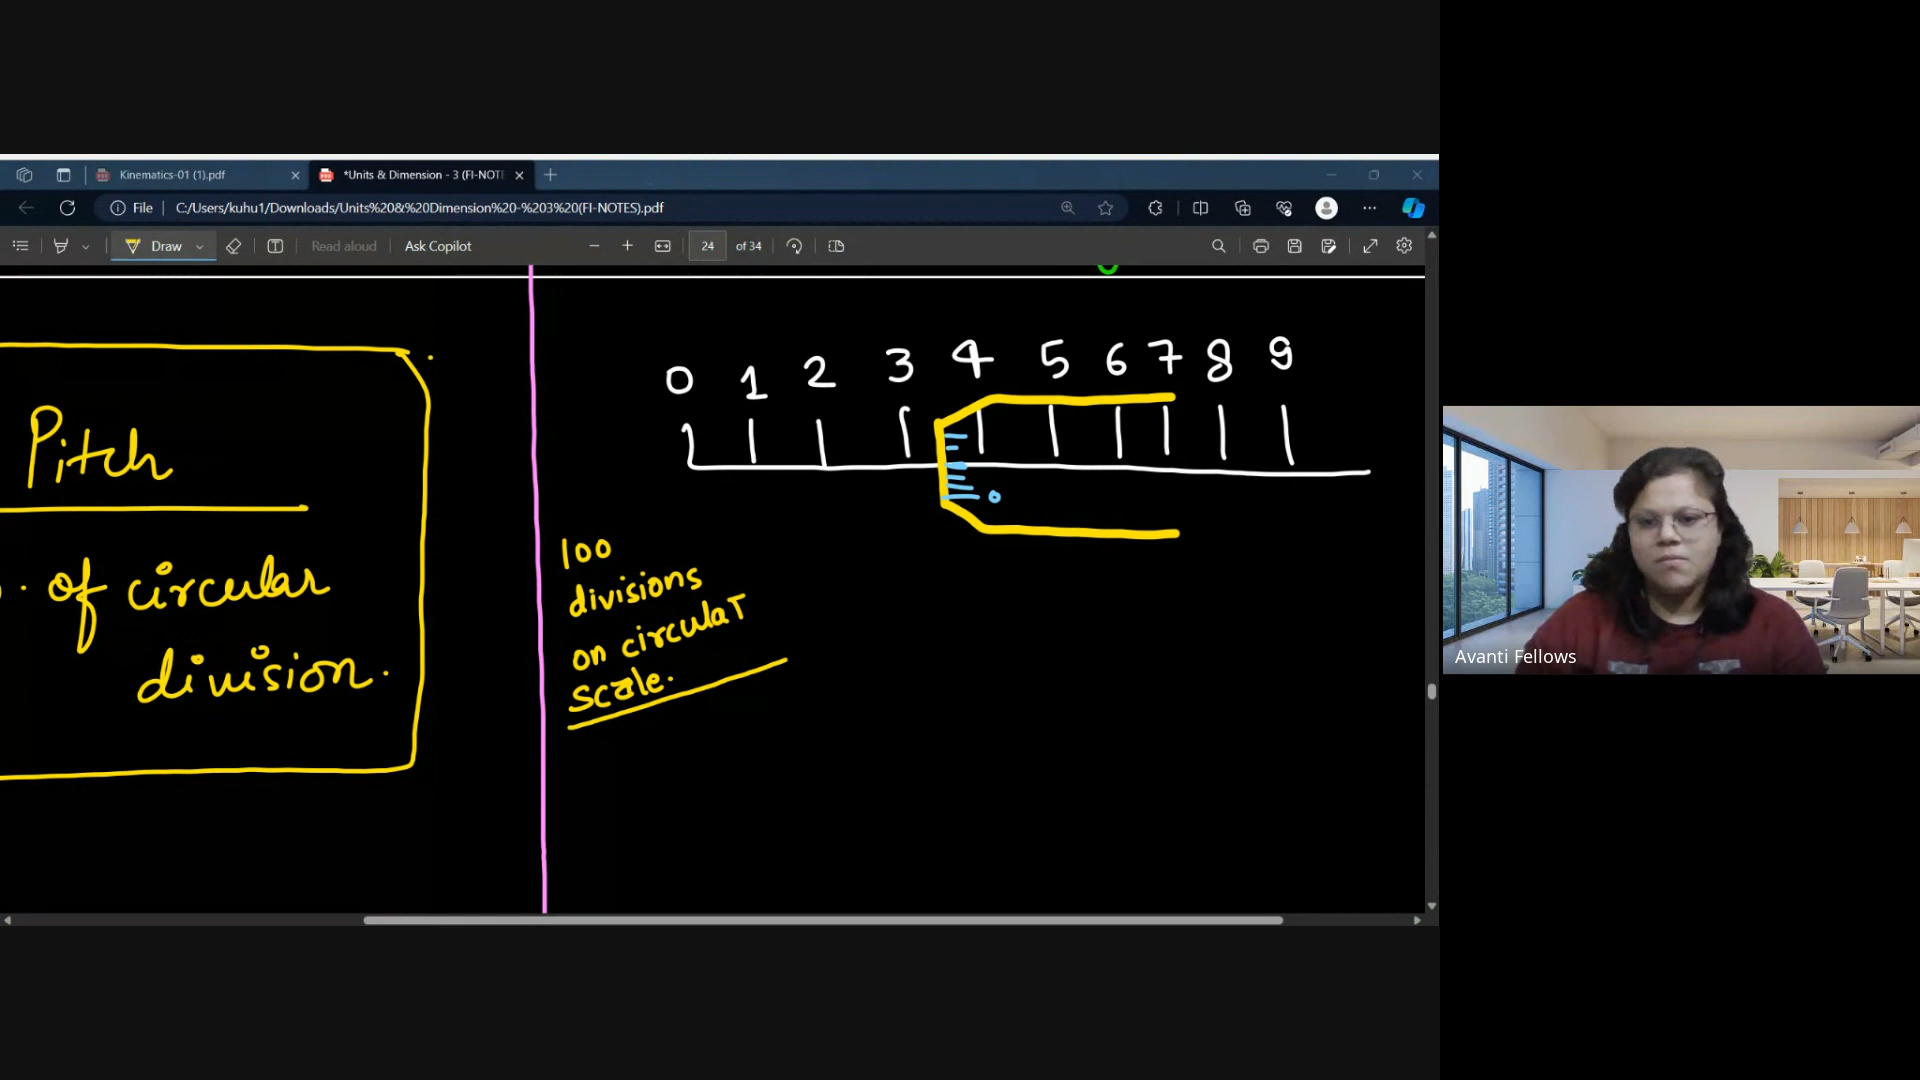 Kinematics-01 (1).pdf
*Units & Dimension - 3 (FI-NOTE
File
C:/Users/kuhu1/Downloads/Units%20&%20Dimension%20-%203%20(FI-NOTES).pdf
Draw
Read aloud
Ask Copilot
24
of 34
Pitch
. of circular
division.
0 1 2 3 4 5 6 7 8 9
0
100
divisions
on circular
scale.
Avanti Fellows